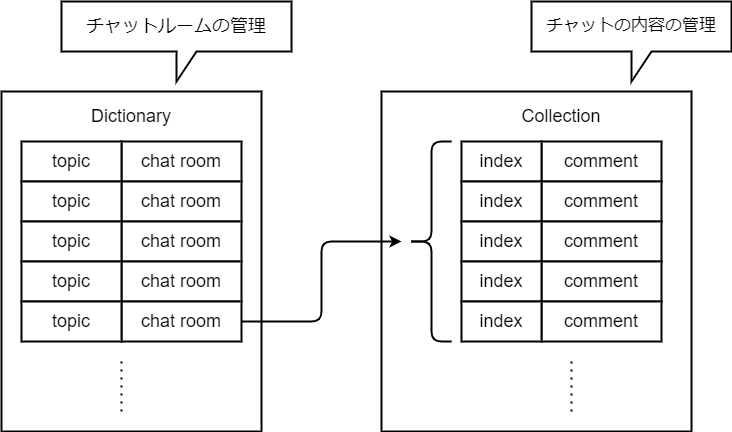 チャットルームの管理
チャットの内容の管理
Dictionary
topic chat room
topic chat room
topic chat room
topic chat room
topic chat room
Collection
index comment
index comment
index comment
index comment
index comment